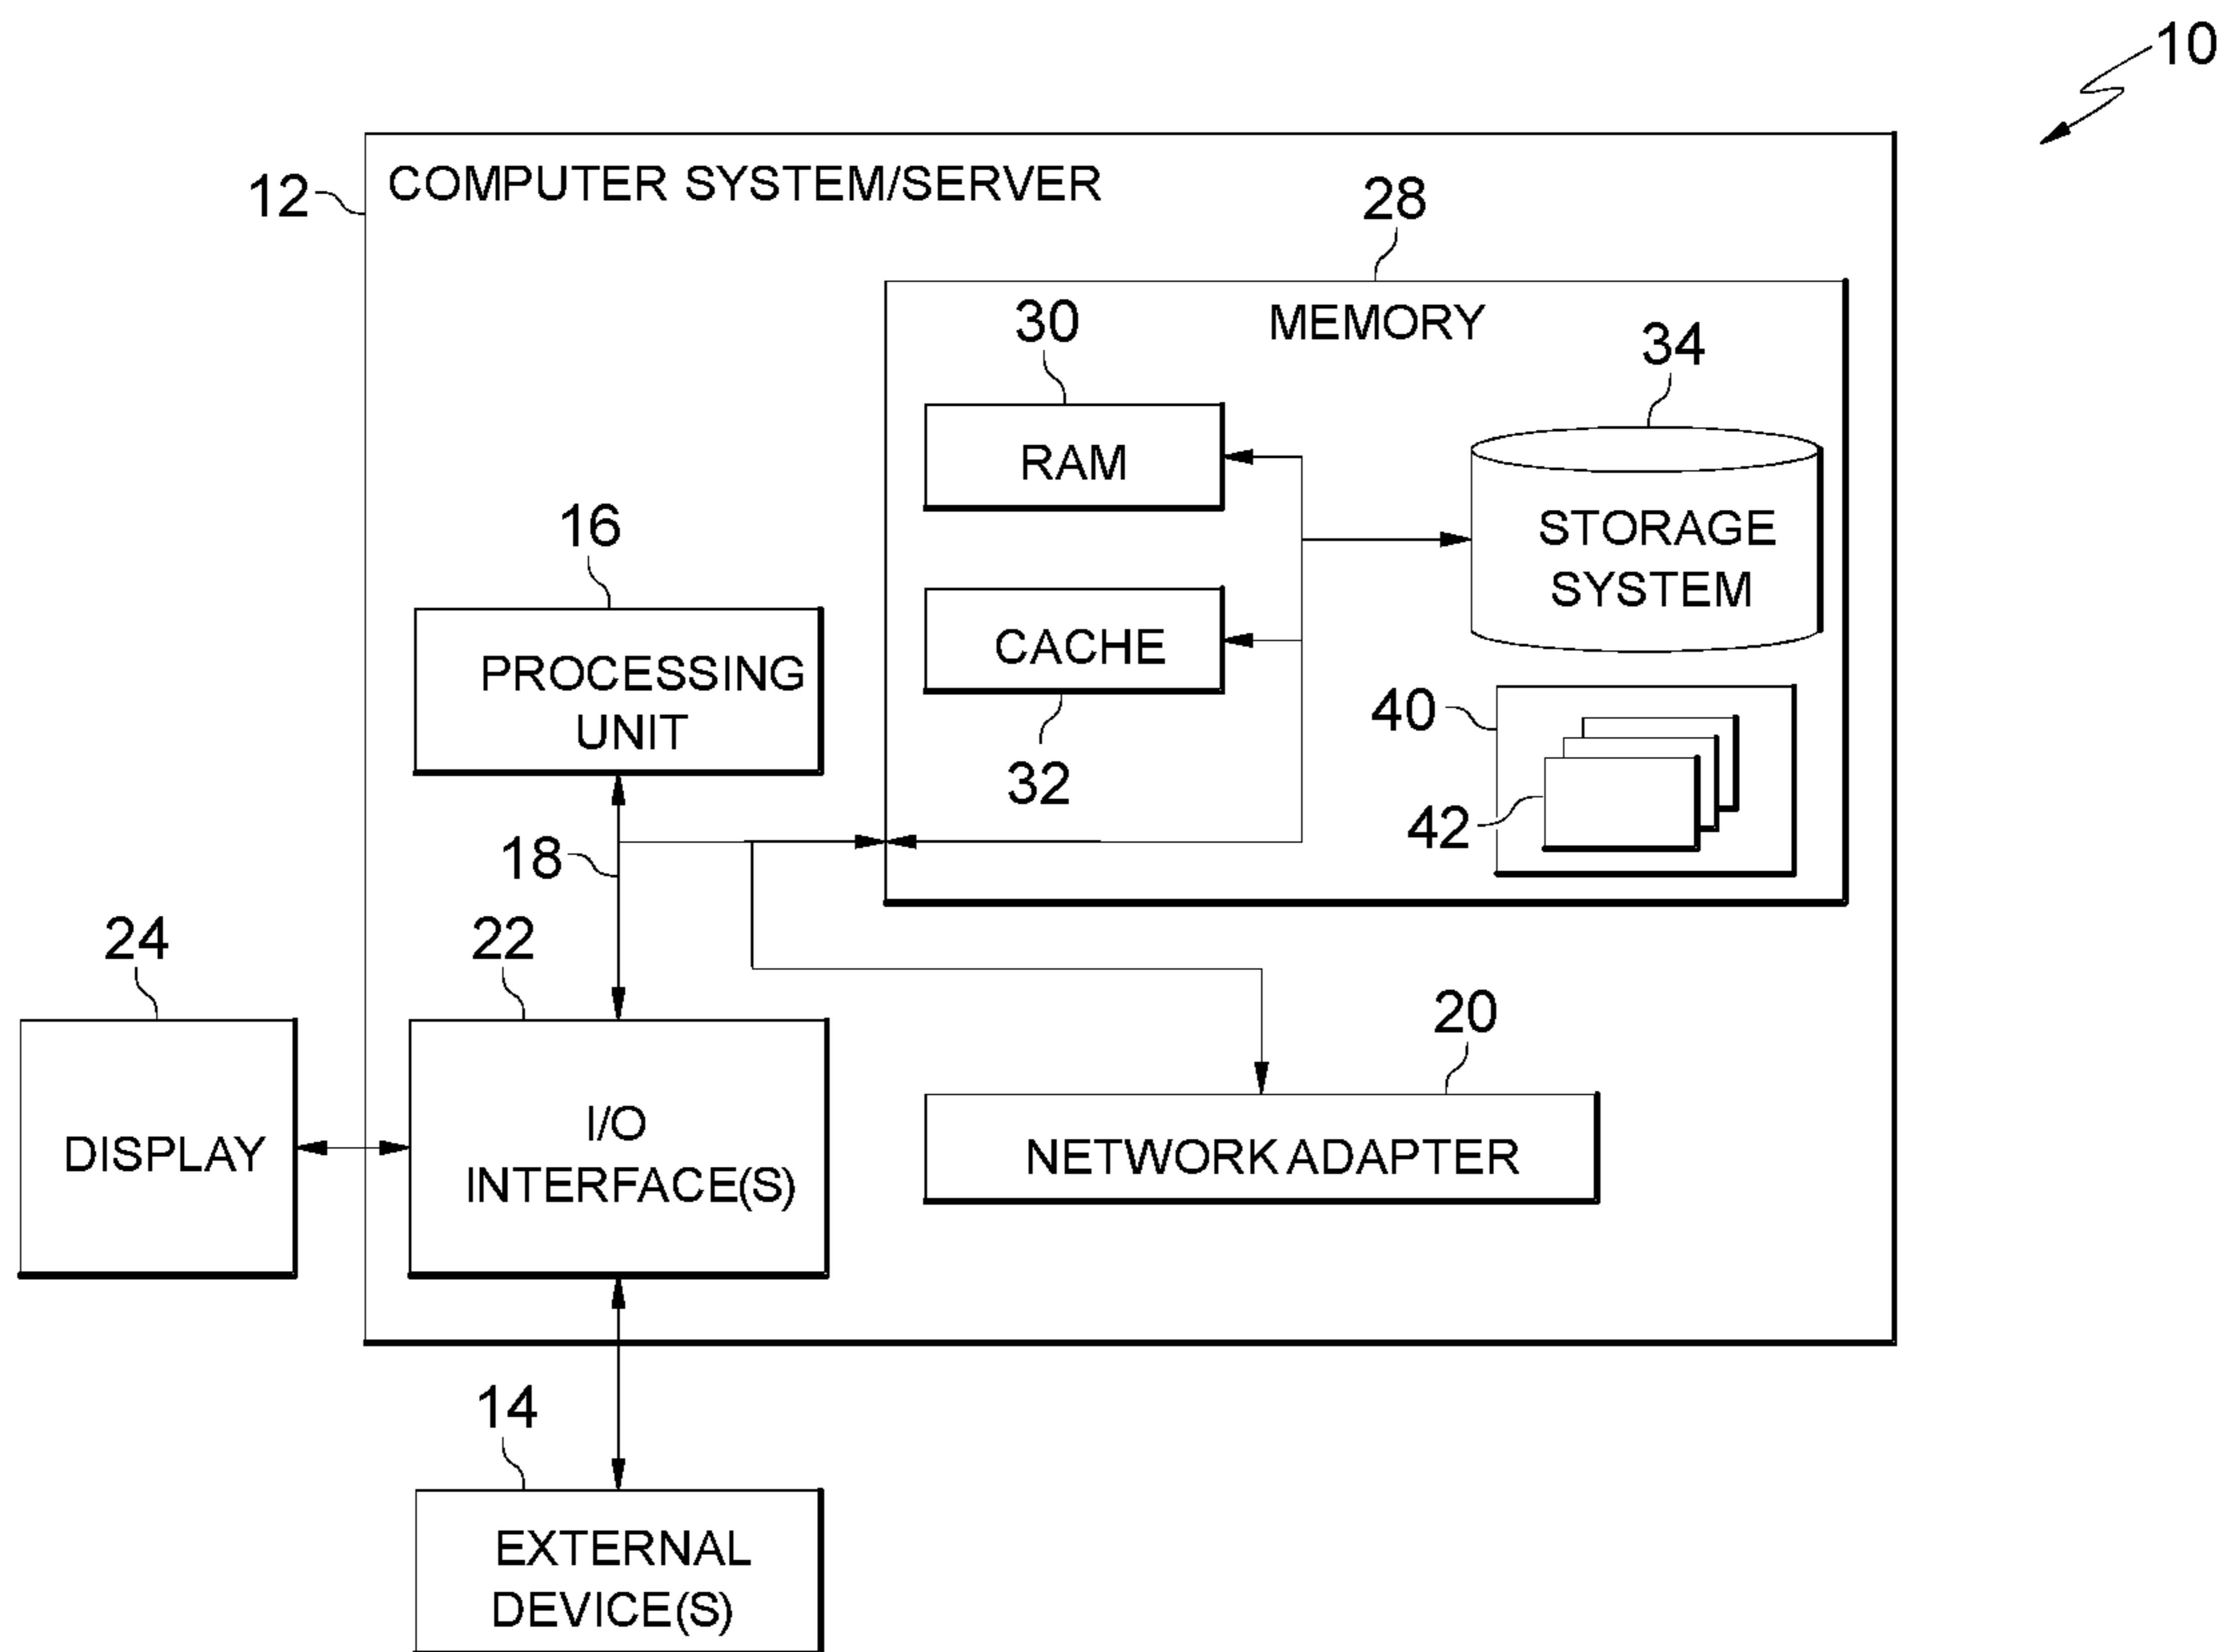 10
12
COMPUTER SYSTEM/SERVER
28
MEMORY
30
RAM
34
STORAGE
SYSTEM
16
PROCESSING
UNIT
CACHE
32
40
42
18
24
DISPLAY
22
I/O
INTERFACE(S)
20
NETWORK ADAPTER
14
EXTERNAL
DEVICE(S)